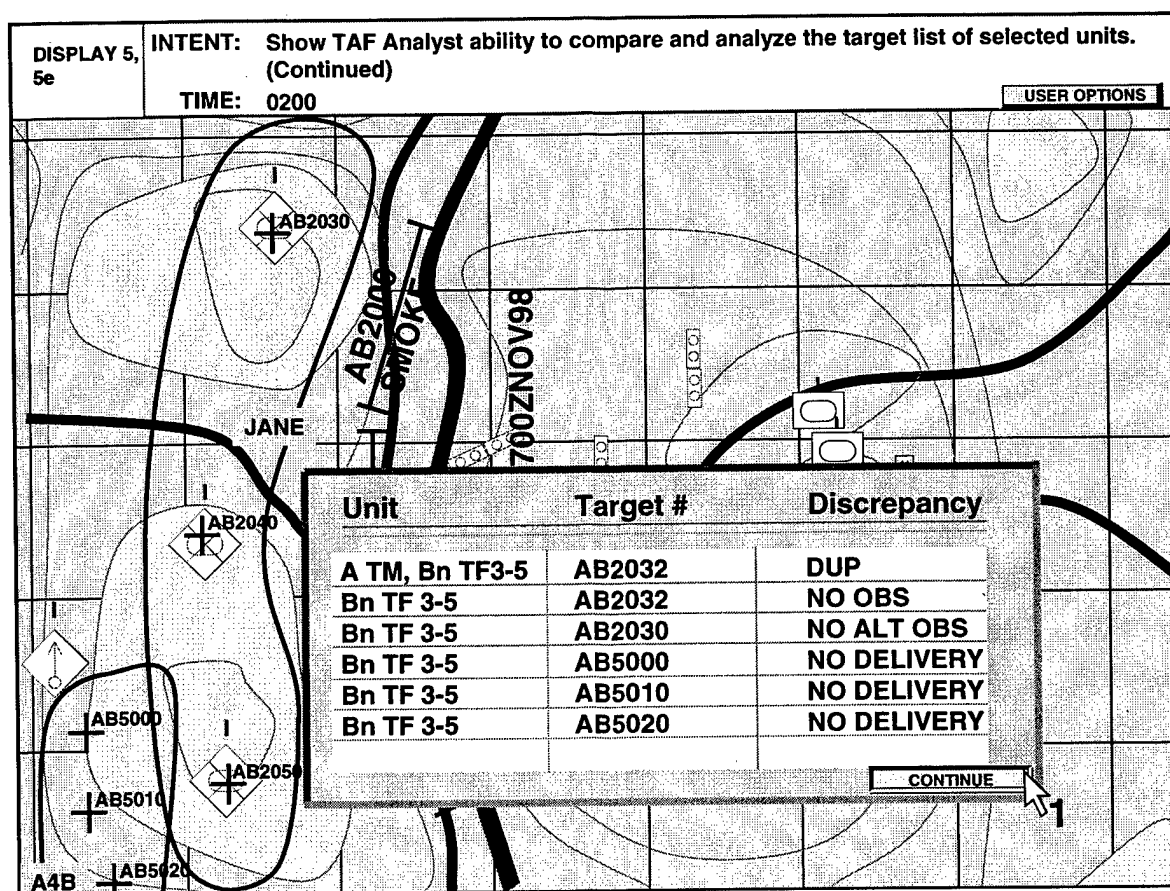 DISPLAY 5,
5e
INTENT: Show TAF Analyst ability to compare and analyze the target list of selected units.
(Continued)
TIME: 0200
USER OPTIONS
I
AB2030
AB2000
SMOKE
700ZNOV98
JANE
I
AB2040
I
AB5000
AB5010
AB5020
A4B
I
AB2050
Unit Target # Discrepancy
A TM, Bn TF3-5 AB2032 DUP
Bn TF 3-5 AB2032 NO OBS
Bn TF 3-5 AB2030 NO ALT OBS
Bn TF 3-5 AB5000 NO DELIVERY
Bn TF 3-5 AB5010 NO DELIVERY
Bn TF 3-5 AB5020 NO DELIVERY
CONTINUE
1